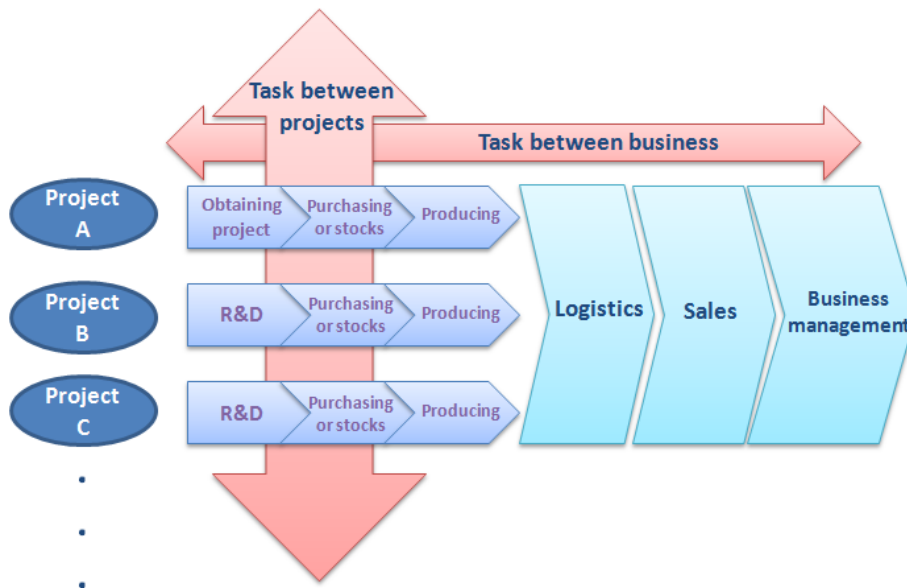 Task between
projects
Task between business
Project
A
Obtaining
project
Purchasing
or stocks
Producing
Project
B
R&D
Purchasing
or stocks
Producing
Project
C
R&D
Purchasing
or stocks
Producing
Logistics
Sales
Business
management